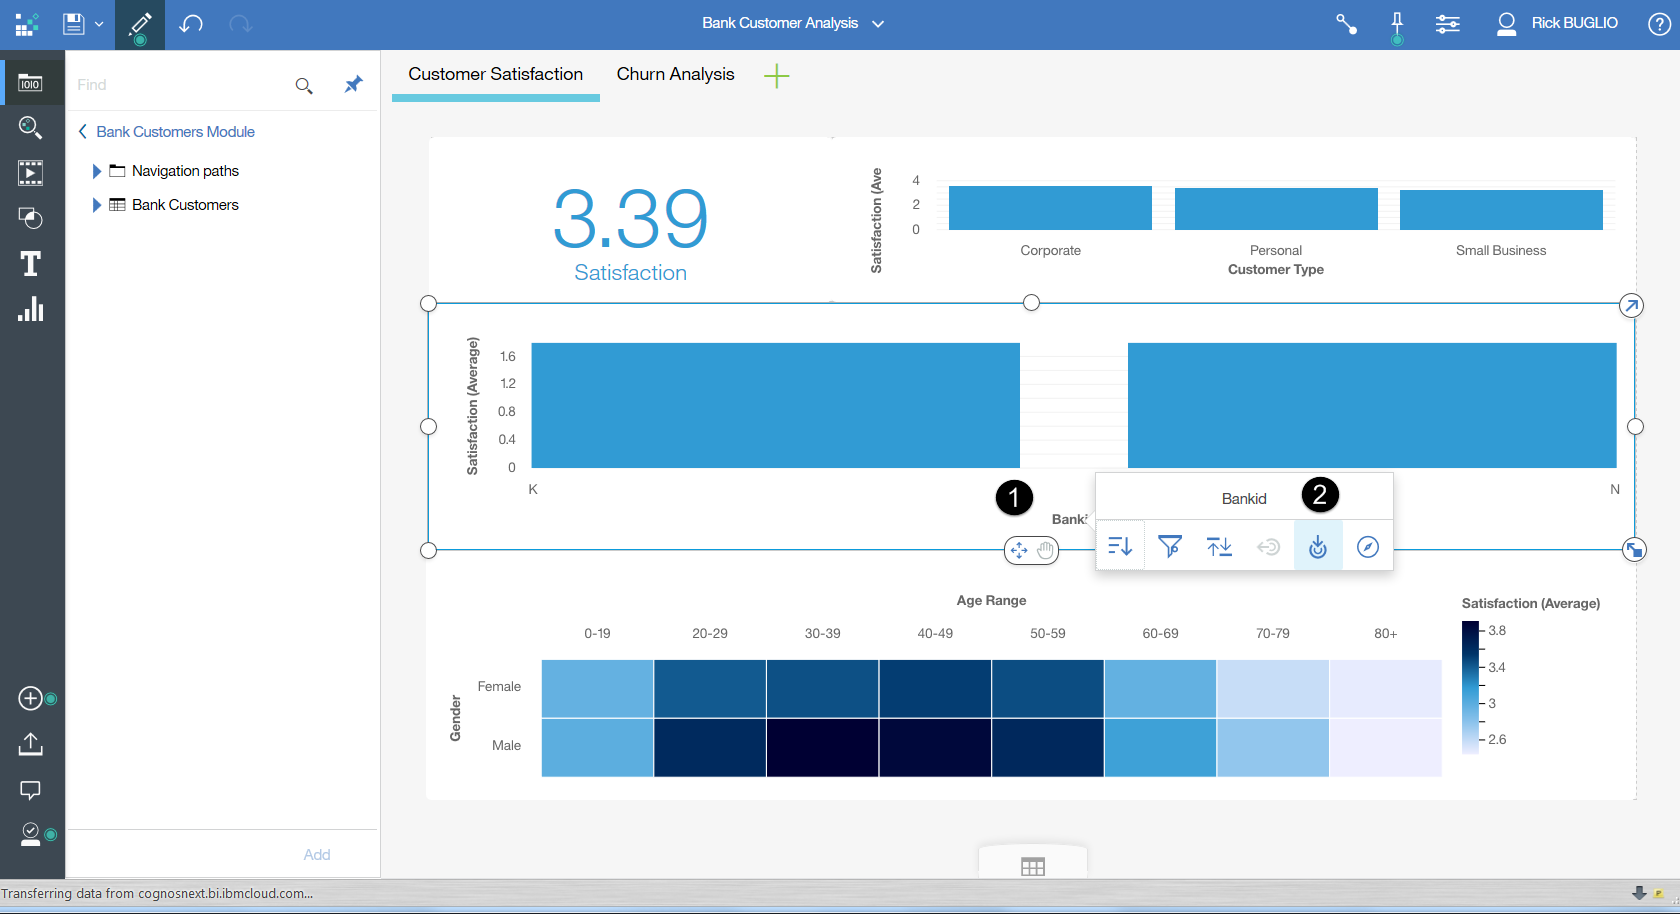 Bank Customer Analysis
Rick BUGLIO
?
Find
Bank Customers Module
Navigation paths
Bank Customers
Add
Customer Satisfaction
Churn Analysis
3.39
Satisfaction
Satisfaction (Ave
4
2
0
Corporate
Personal
Small Business
Customer Type
Satisfaction (Average)
1.6
1.2
0.8
0.4
0
K
N
1
Banki
Bankid
2
Age Range
0-19
20-29
30-39
40-49
50-59
60-69
70-79
80+
Gender
Female
Male
Satisfaction (Average)
3.8
3.4
3
2.6
Transferring data from cognosnext.bi.ibmcloud.com...